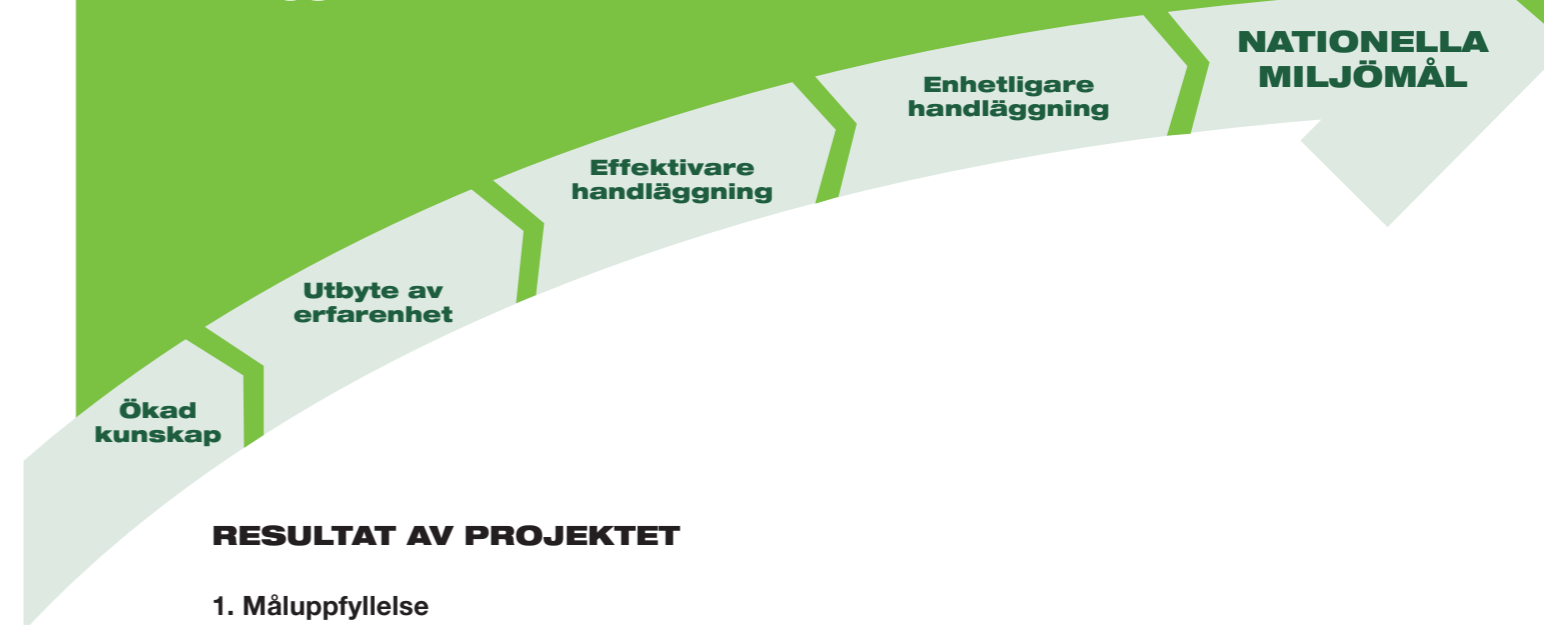 NATIONELLA
MILJÖMÅL
Enhetligare
handläggning
Effektivare
handläggning
Utbyte av
erfarenhet
Ökad
kunskap
RESULTAT AV PROJEKTET
1. Måluppfyllelse